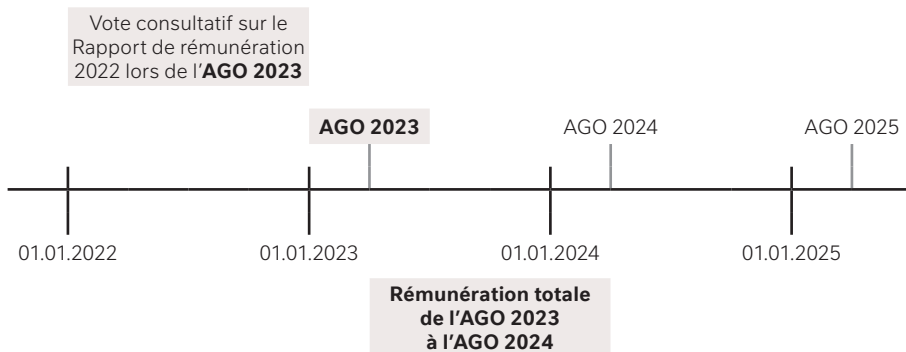 Vote consultatif sur le
Rapport de rémunération
2022 lors de l'AGO 2023
AGO 2023
AGO 2024
AGO 2025
01.01.2022
01.01.2023
01.01.2024
01.01.2025
Rémunération totale
de l'AGO 2023
à l'AGO 2024